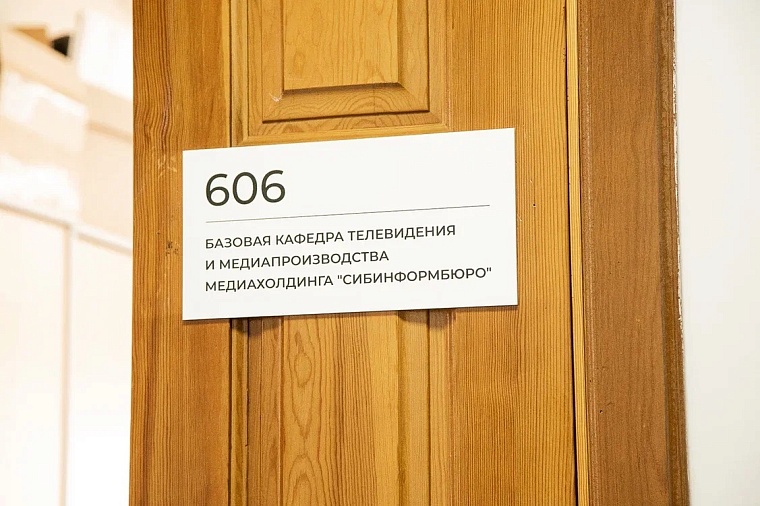 606
БАЗОВАЯ КАФЕДРА ТЕЛЕВИДЕНИЯ
И МЕДИАПРОИЗВОДСТВА
МЕДИАХОЛДИНГА "СИБИНФОРМБЮРО"